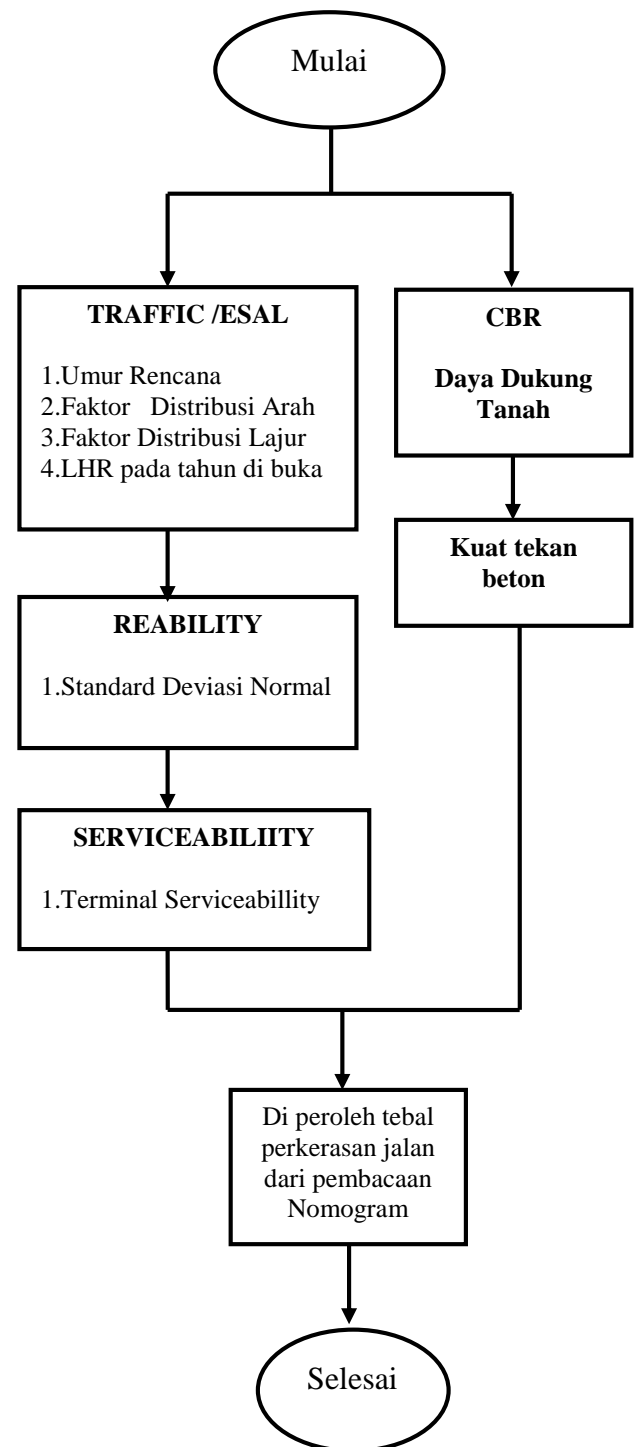 Mulai
TRAFFIC /ESAL
1.Umur Rencana
2.Faktor Distribusi Arah
3.Faktor Distribusi Lajur
4.LHR pada tahun di buka
CBR
Daya Dukung
Tanah
Kuat tekan
beton
REABILITY
1.Standard Deviasi Normal
SERVICEABILIITY
1.Terminal Serviceabillity
Di peroleh tebal
perkerasan jalan
dari pembacaan
Nomogram
Selesai